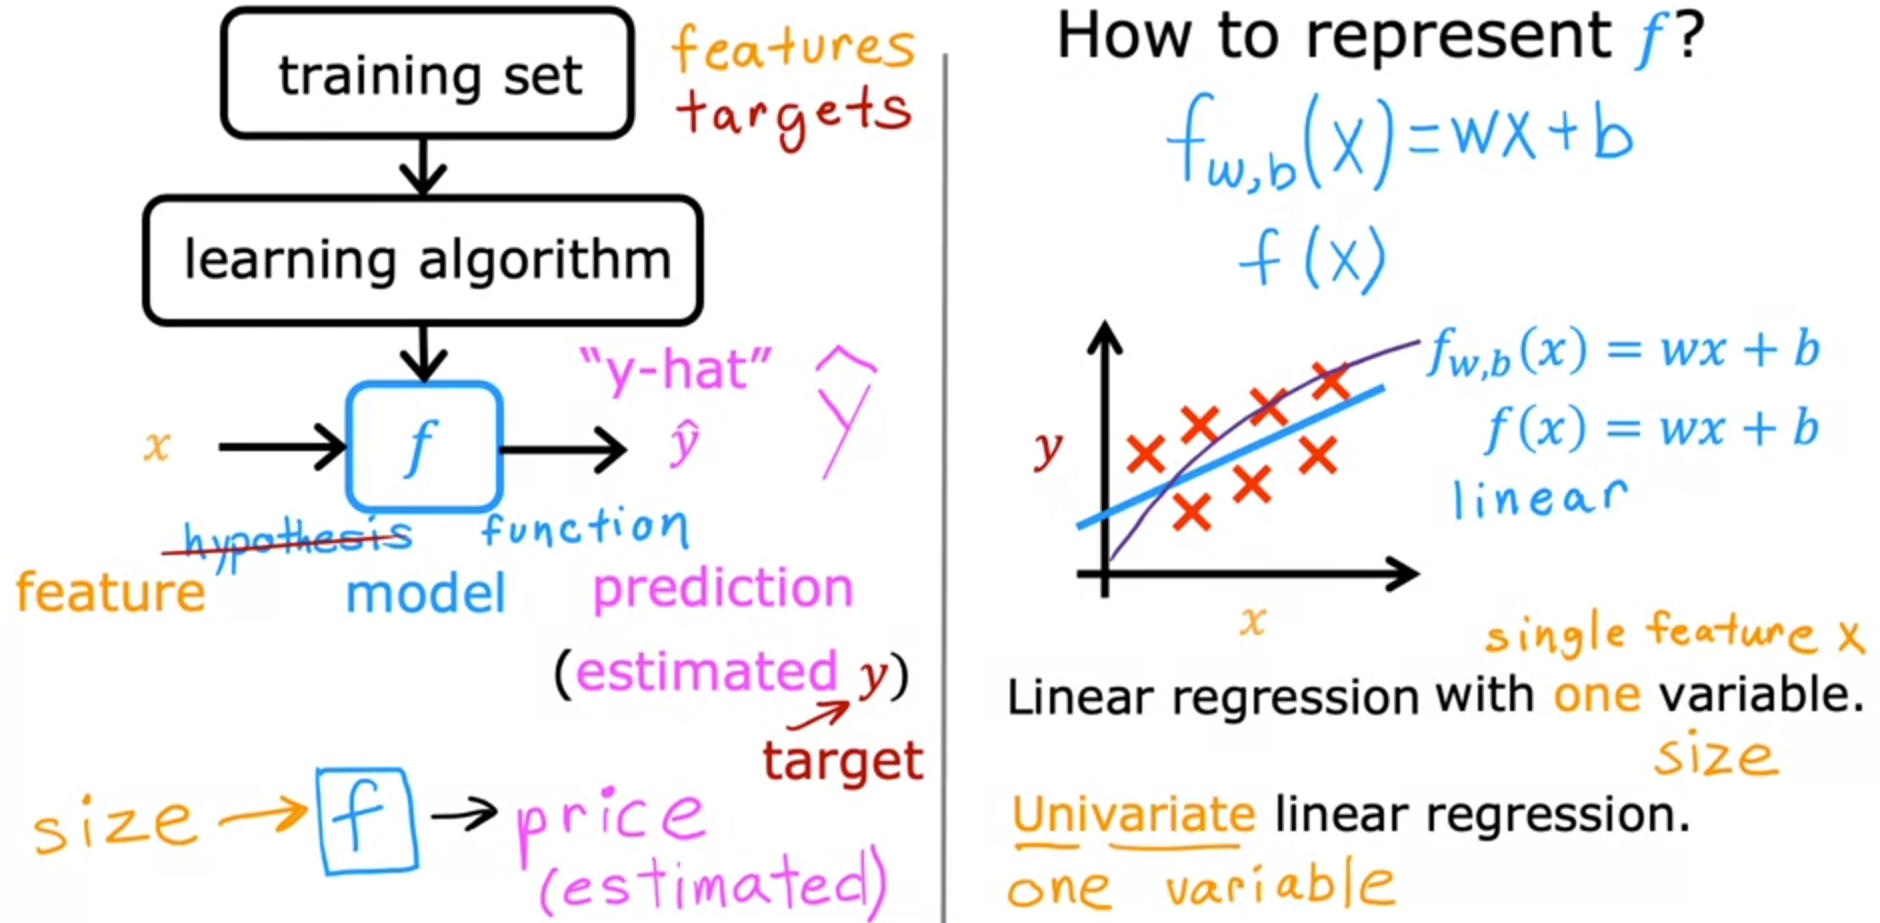 training set
features
targets
learning algorithm
"y-hat"
ŷ
x
f
ŷ
hypothesis
function
feature
model
prediction
(estimated y)
target
size → f → price
(estimated)
How to represent f?
f_{w,b}(x) = wx + b
f(x)
f_{w,b}(x) = wx + b
f(x) = wx + b
linear
y
x
single feature x
Linear regression with one variable.
size
Univariate linear regression.
one variable